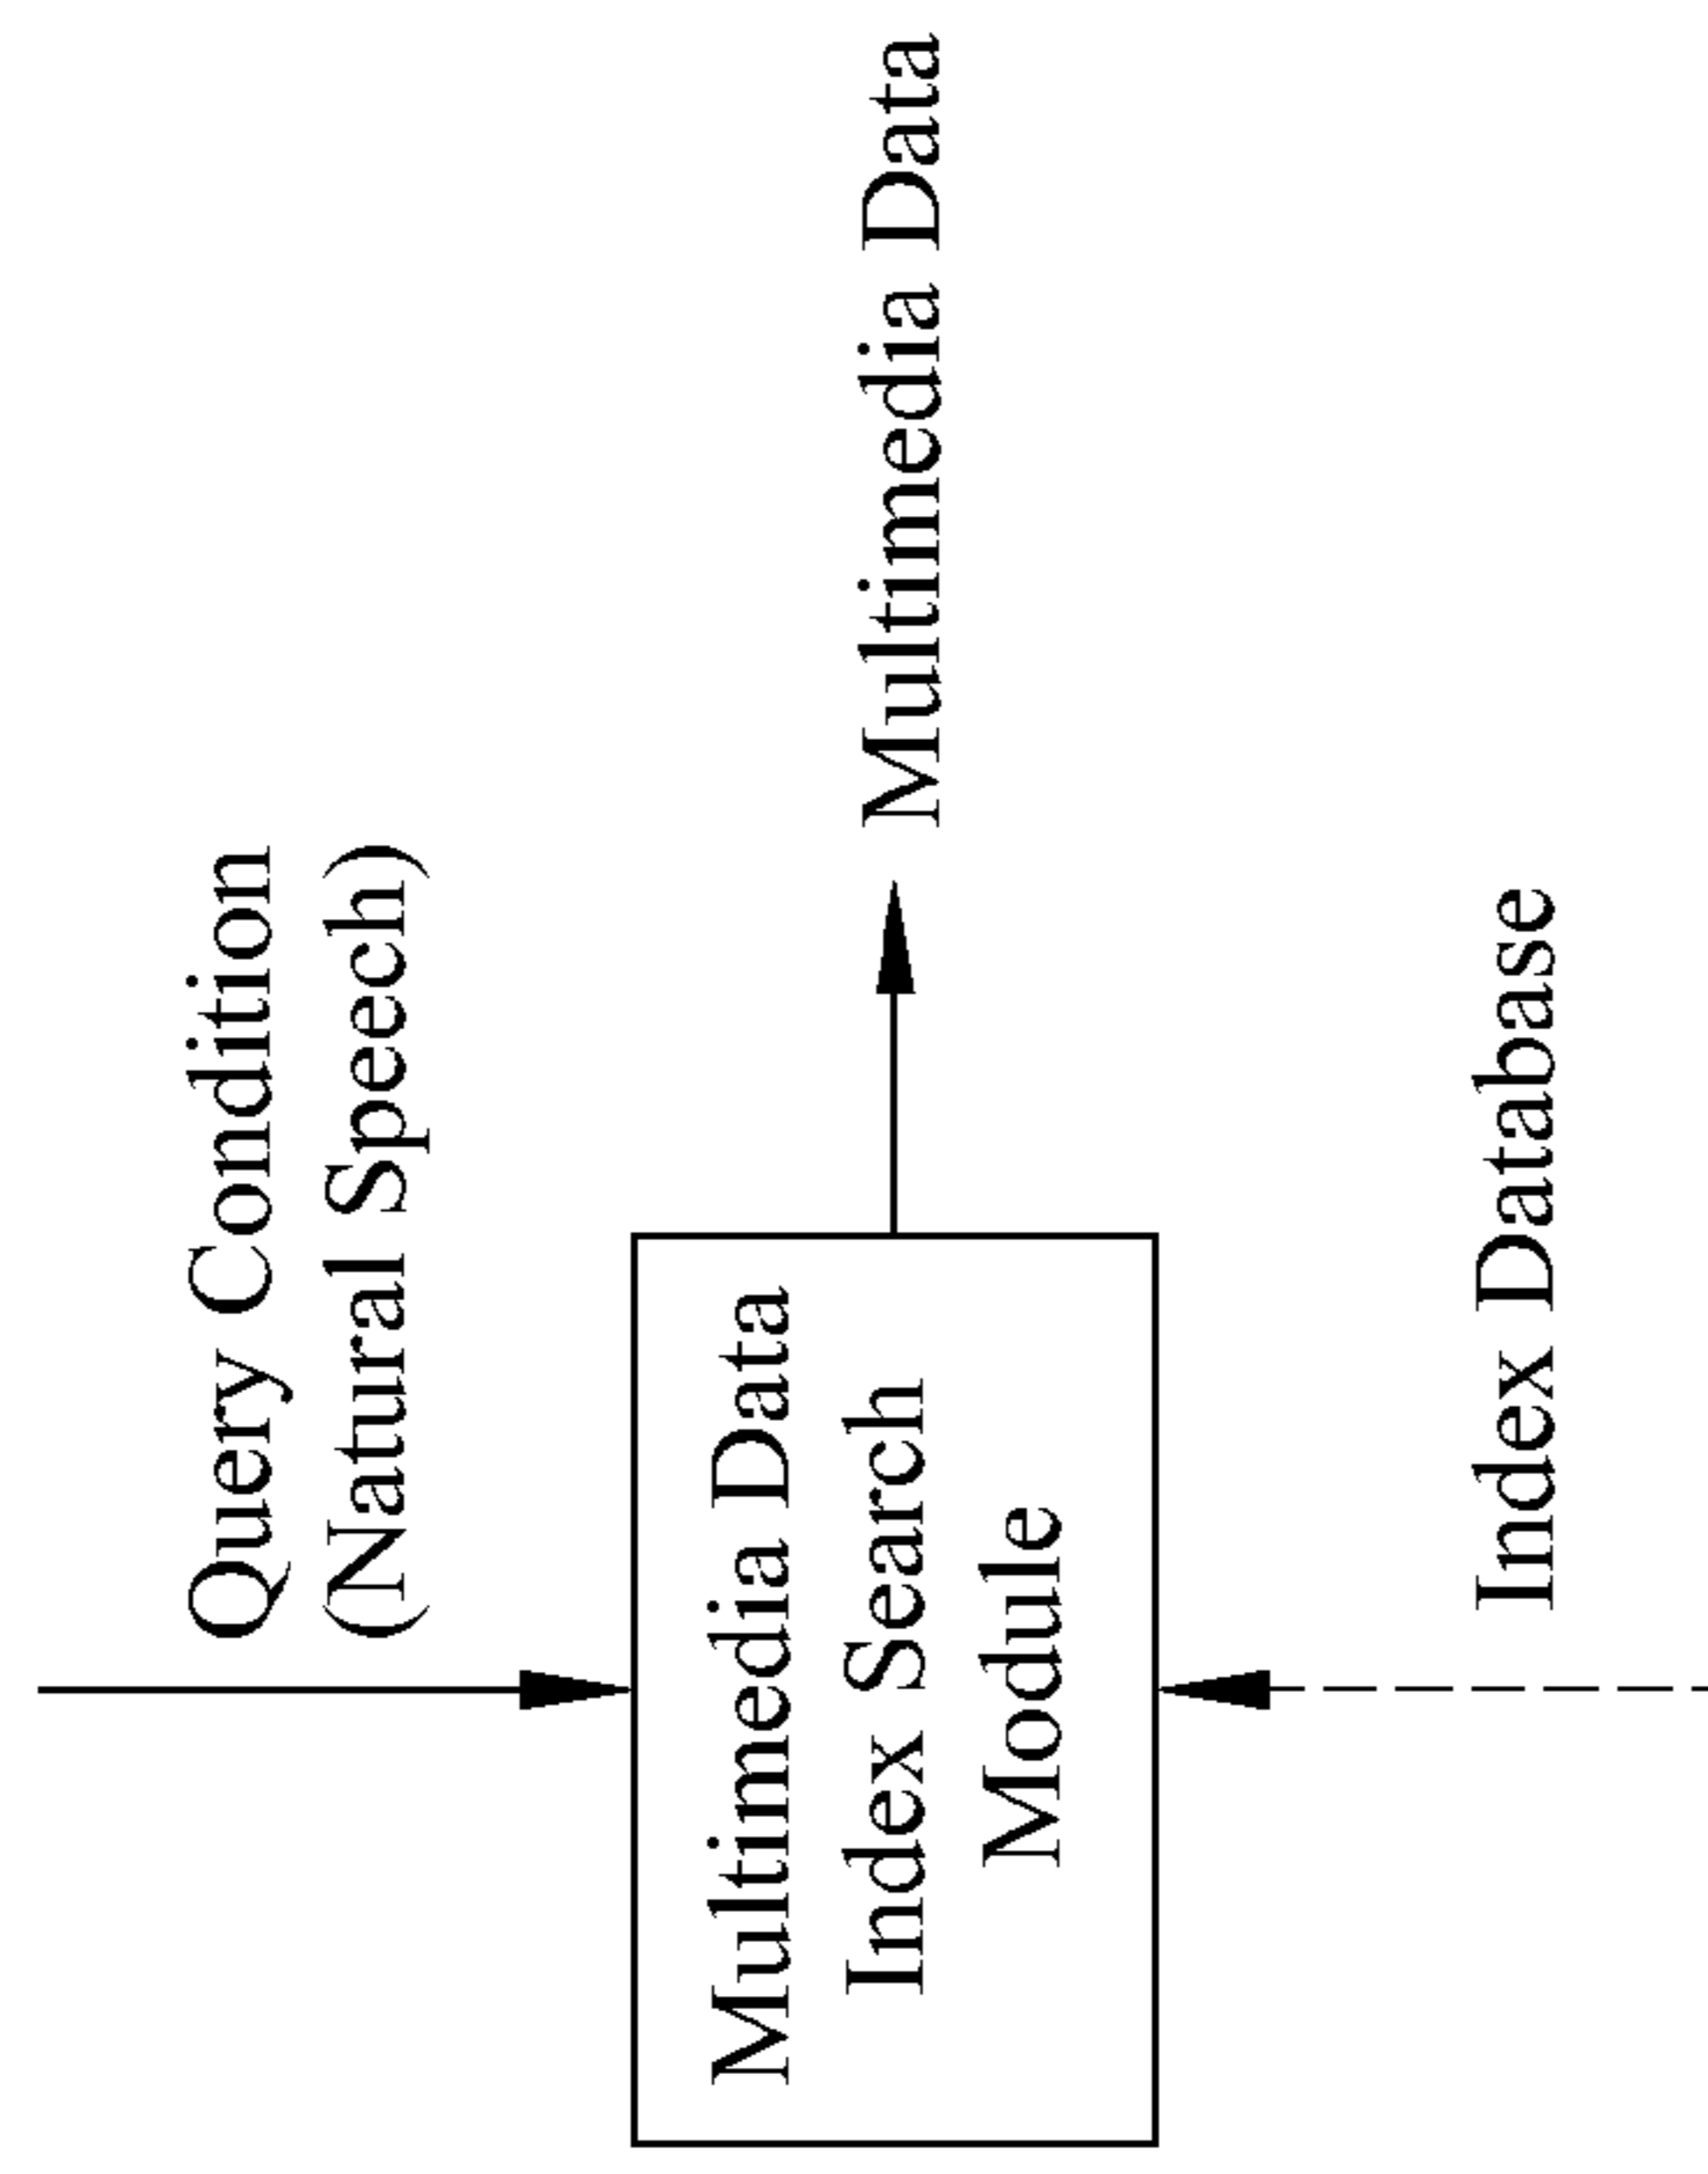 Query Condition
(Natural Speech)
Multimedia Data
Index Search
Module
Multimedia Data
Index Database